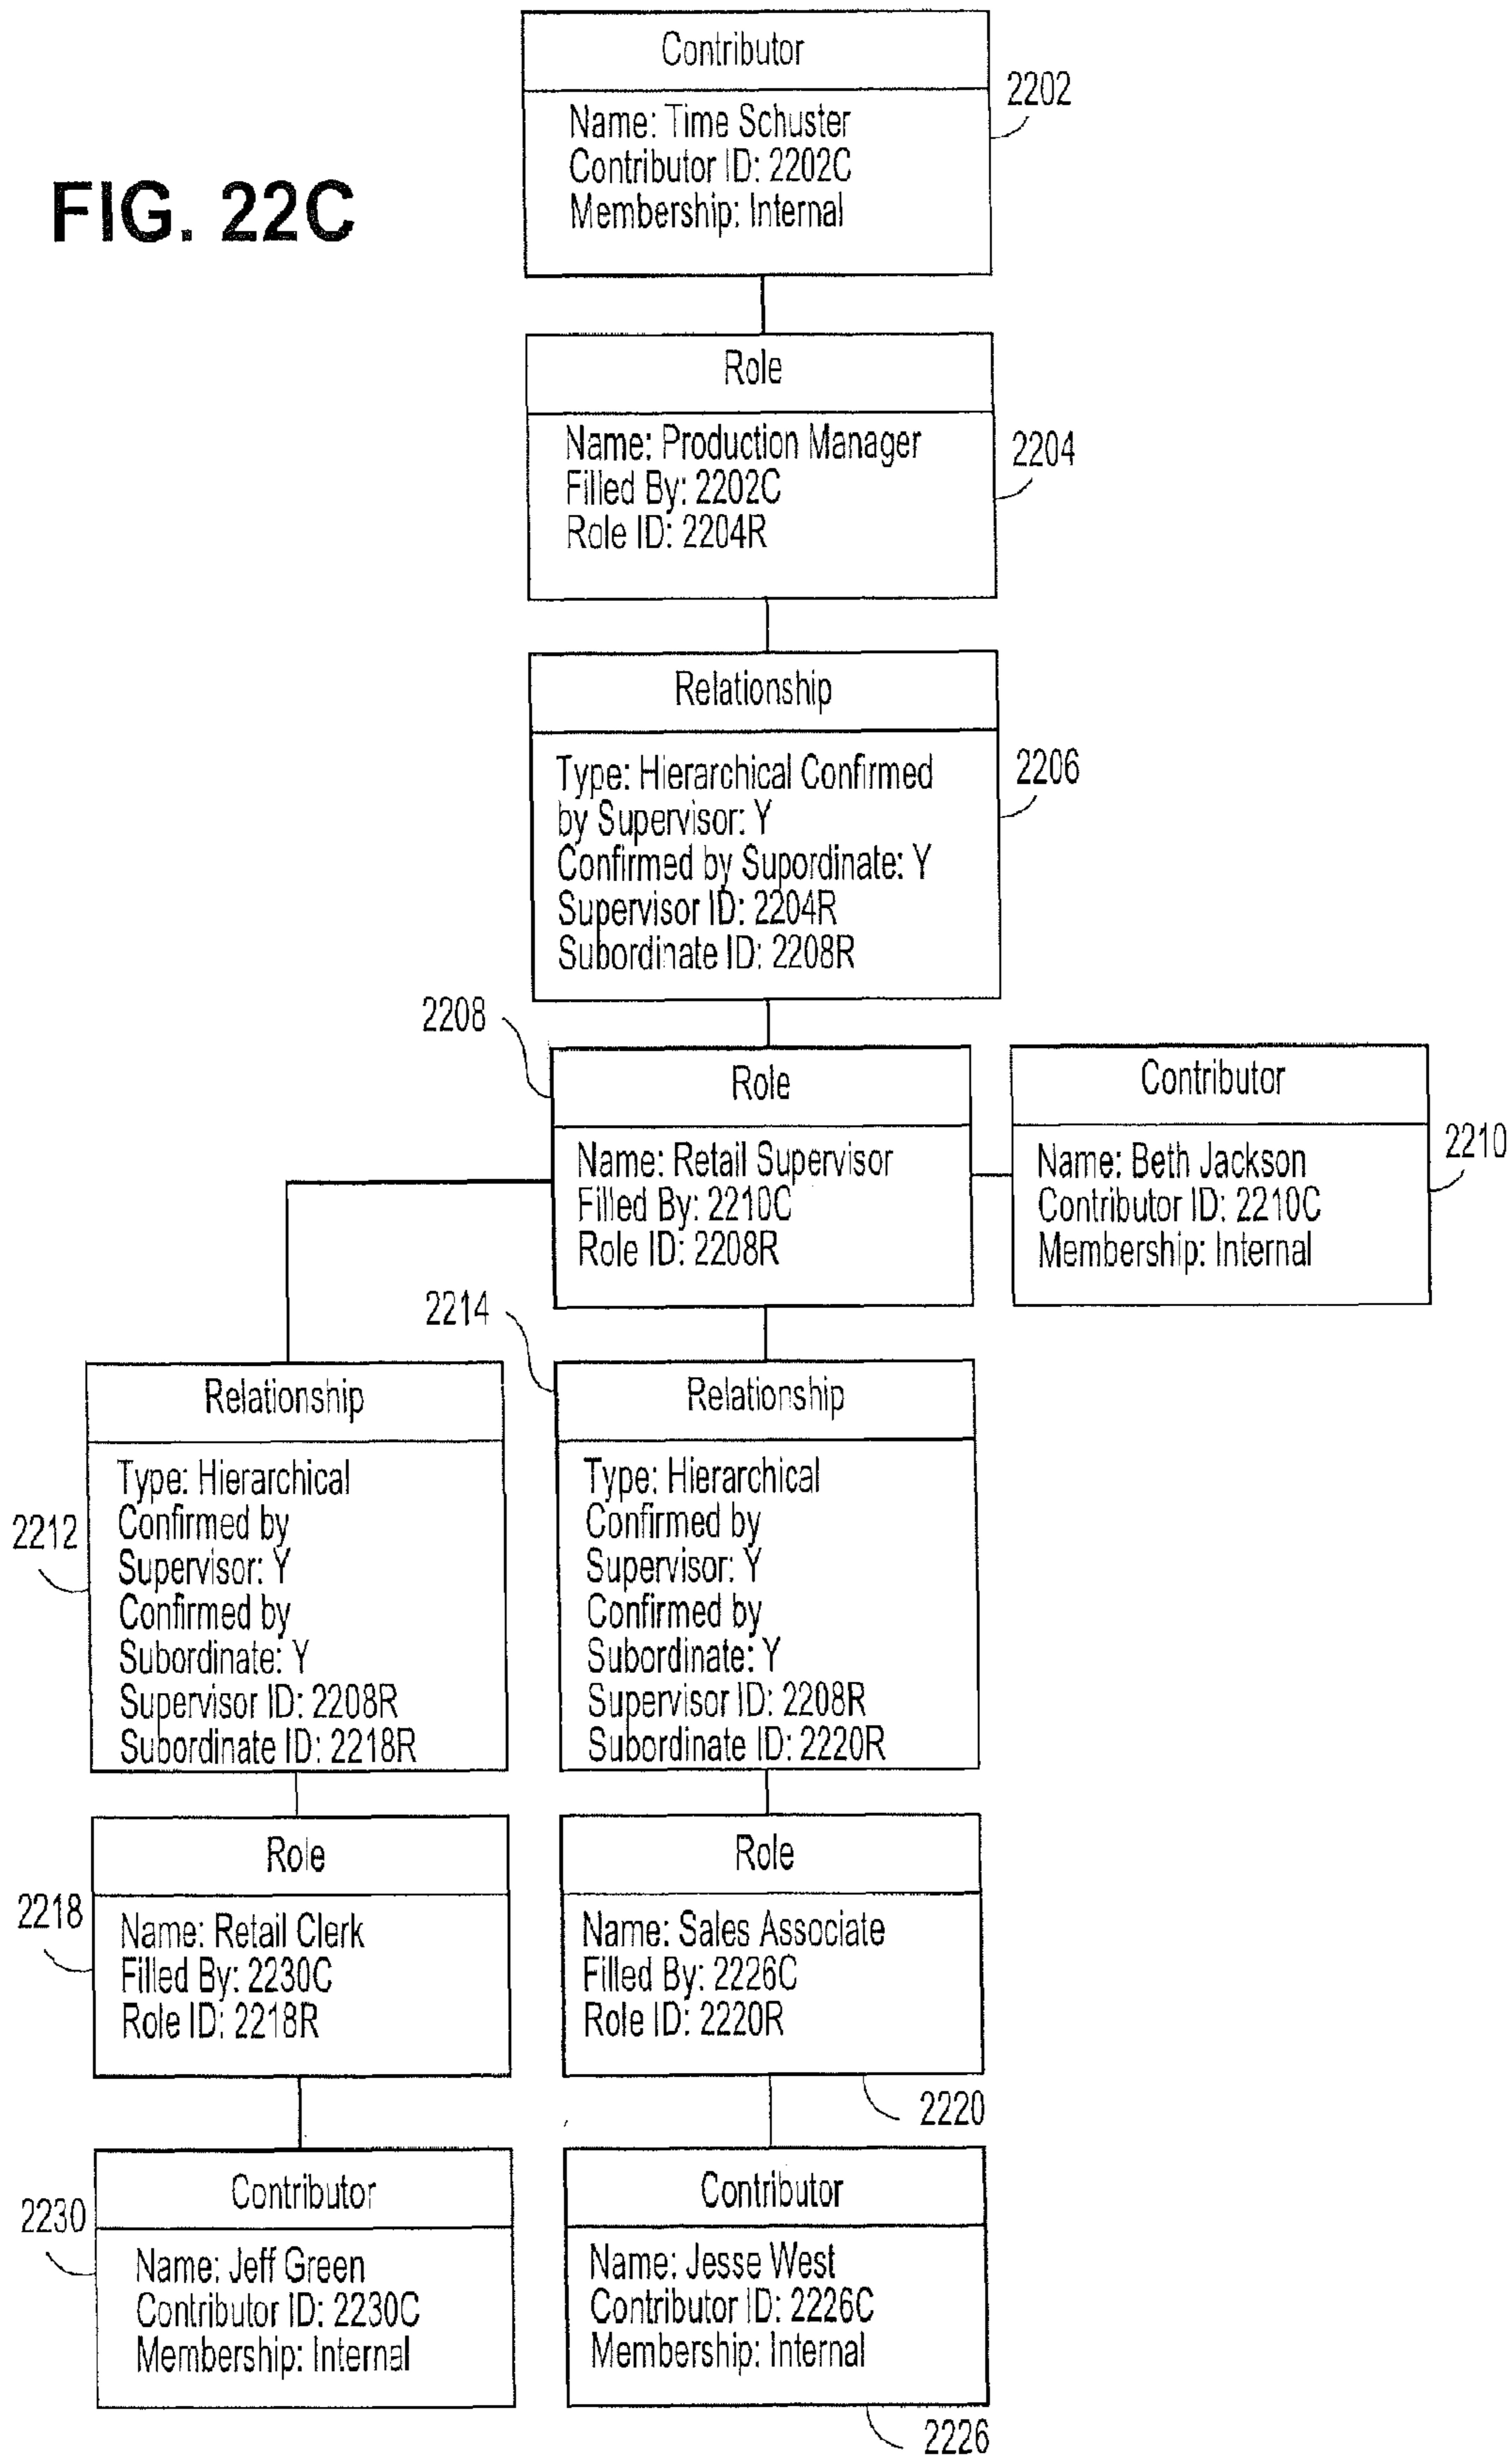 FIG. 22C
Contributor
Name: Time Schuster
Contributor ID: 2202C
Membership: Internal
2202
Role
Name: Production Manager
Filled By: 2202C
Role ID: 2204R
2204
Relationship
Type: Hierarchical Confirmed
by Supervisor: Y
Confirmed by Supordinate: Y
Supervisor ID: 2204R
Subordinate ID: 2208R
2206
2208
Role
Name: Retail Supervisor
Filled By: 2210C
Role ID: 2208R
Contributor
Name: Beth Jackson
Contributor ID: 2210C
Membership: Internal
2210
2214
Relationship
Type: Hierarchical
Confirmed by
Supervisor: Y
Confirmed by
Subordinate: Y
Supervisor ID: 2208R
Subordinate ID: 2218R
2212
Relationship
Type: Hierarchical
Confirmed by
Supervisor: Y
Confirmed by
Subordinate: Y
Supervisor ID: 2208R
Subordinate ID: 2220R
Role
Name: Retail Clerk
Filled By: 2230C
Role ID: 2218R
2218
Role
Name: Sales Associate
Filled By: 2226C
Role ID: 2220R
2220
Contributor
Name: Jeff Green
Contributor ID: 2230C
Membership: Internal
2230
Contributor
Name: Jesse West
Contributor ID: 2226C
Membership: Internal
2226